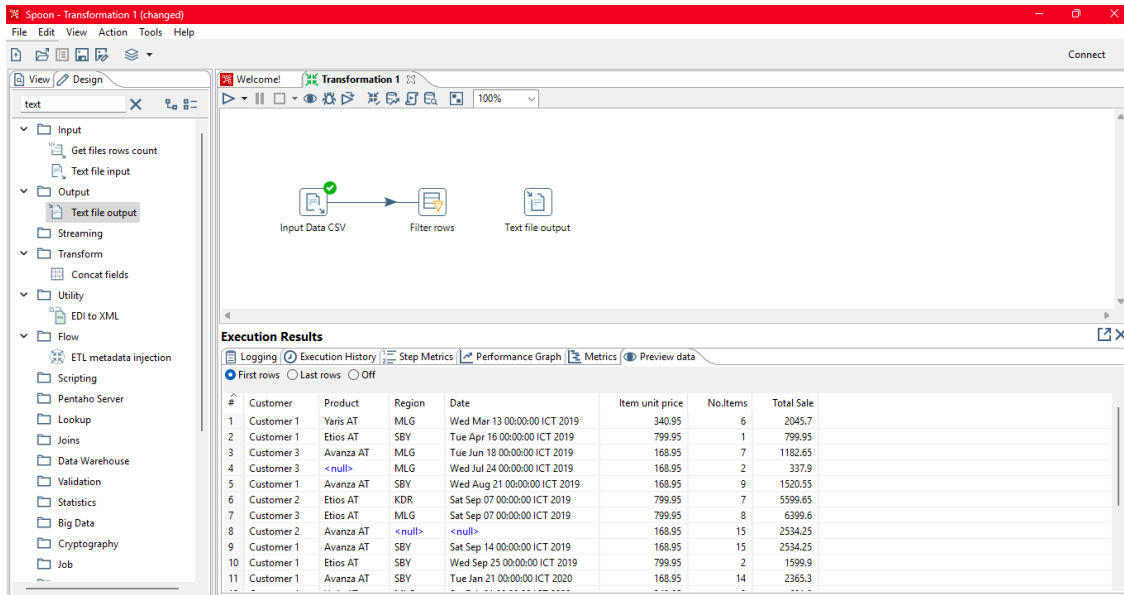 Spoon - Transformation 1 (changed)
File Edit View Action Tools Help
Connect
View Design
text
Input
Get files rows count
Text file input
Output
Text file output
Streaming
Transform
Concat fields
Utility
EDI to XML
Flow
ETL metadata injection
Scripting
Pentaho Server
Lookup
Joins
Data Warehouse
Validation
Statistics
Big Data
Cryptography
Job
Welcome! Transformation 1
100%
Input Data CSV Filter rows Text file output
Execution Results
Logging Execution History Step Metrics Performance Graph Metrics Preview data
First rows Last rows Off
# Customer Product Region Date Item unit price No.Items Total Sale
1 Customer 1 Yaris AT MLG Wed Mar 13 00:00:00 ICT 2019 340.95 6 2045.7
2 Customer 1 Etios AT SBY Tue Apr 16 00:00:00 ICT 2019 799.95 1 799.95
3 Customer 3 Avanza AT MLG Tue Jun 18 00:00:00 ICT 2019 168.95 7 1182.65
4 Customer 3 <null> MLG Wed Jul 24 00:00:00 ICT 2019 168.95 2 337.9
5 Customer 1 Avanza AT SBY Wed Aug 21 00:00:00 ICT 2019 168.95 9 1520.55
6 Customer 2 Etios AT KDR Sat Sep 07 00:00:00 ICT 2019 799.95 7 5599.65
7 Customer 3 Etios AT MLG Sat Sep 07 00:00:00 ICT 2019 799.95 8 6399.6
8 Customer 2 Avanza AT <null> <null> 168.95 15 2534.25
9 Customer 1 Avanza AT SBY Sat Sep 14 00:00:00 ICT 2019 168.95 15 2534.25
10 Customer 1 Etios AT SBY Wed Sep 25 00:00:00 ICT 2019 799.95 2 1599.9
11 Customer 1 Avanza AT SBY Tue Jan 21 00:00:00 ICT 2020 168.95 14 2365.3